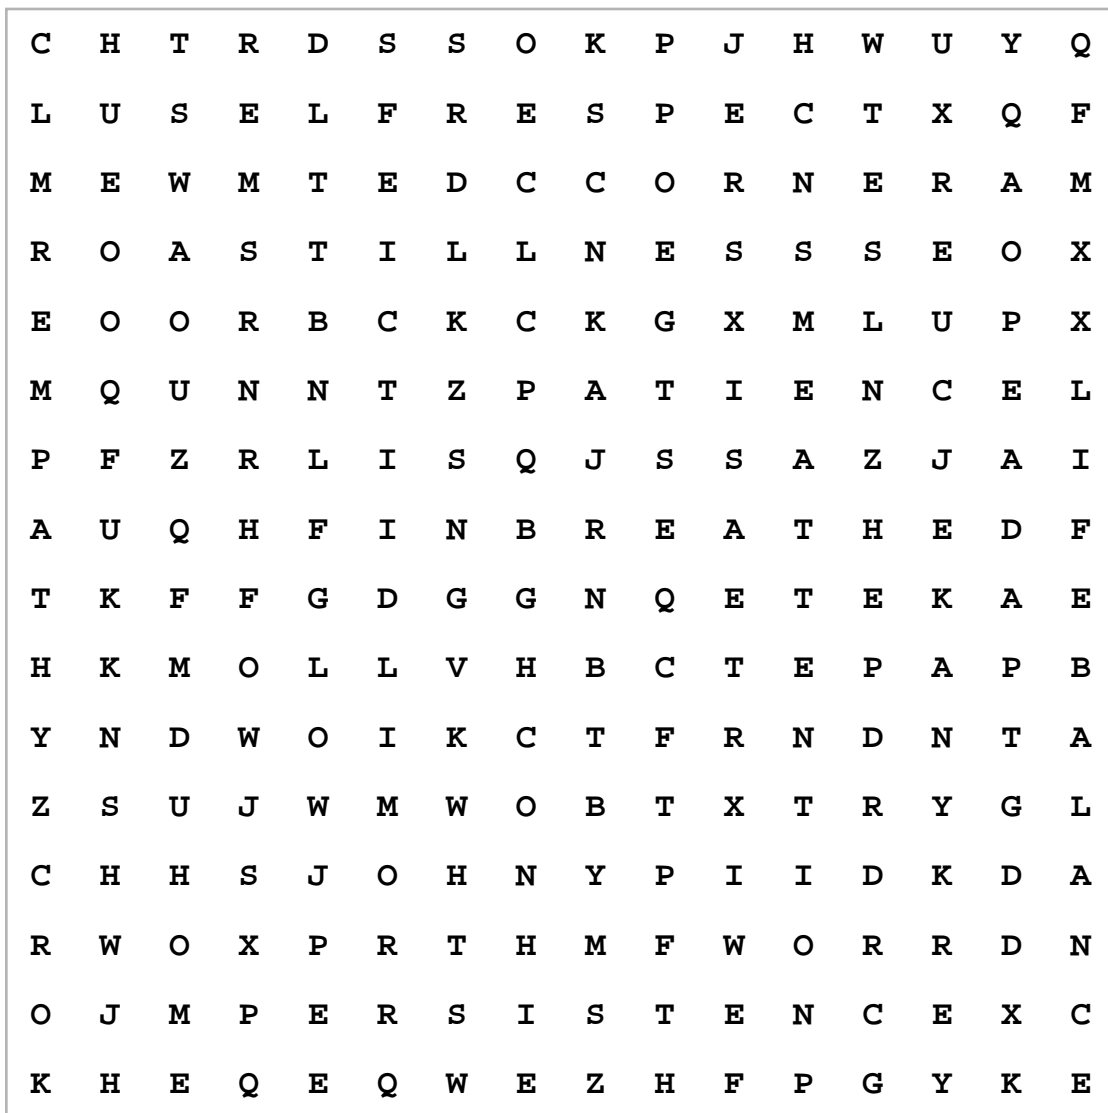 C H T R D S S O K P J H W U Y Q
L U S E L F R E S P E C T X Q F
M E W M T E D C C O R N E R A M
R O A S T I L L N E S S S E O X
E O O R B C K C K G X M L U P X
M Q U N N T Z P A T I E N C E L
P F Z R L I S Q J S S A Z J A I
A U Q H F I N B R E A T H E D F
T K F F G D G G N Q E T E K A E
H K M O L L V H B C T E P A P B
Y N D W O I K C T F R N D N T A
Z S U J W M W O B T X T R Y G L
C H H S J O H N Y P I I D K D A
R W O X P R T H M F W O R R D N
O J M P E R S I S T E N C E X C
K H E Q E Q W E Z H F P G Y K E